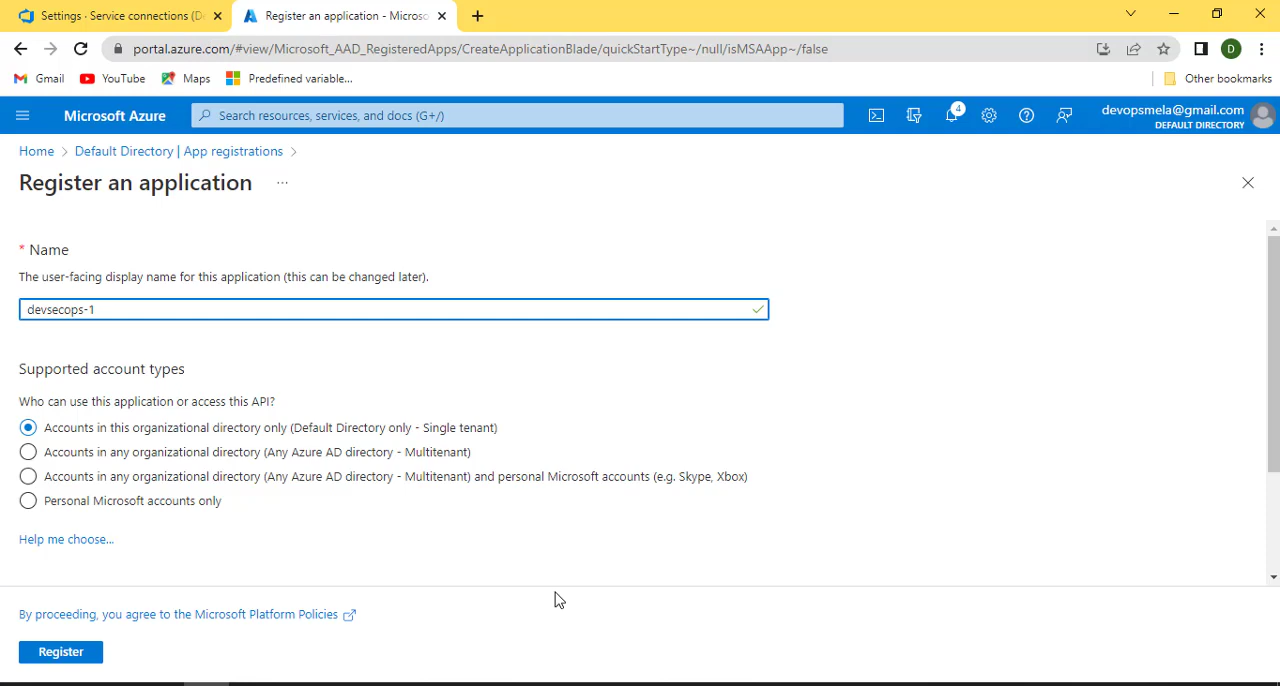 Settings · Service connections (D
Register an application - Microso
portal.azure.com/#view/Microsoft_AAD_RegisteredApps/CreateApplicationBlade/quickStartType~/null/isMSAApp~/false
D
Gmail
YouTube
Maps
Predefined variable...
Other bookmarks
Microsoft Azure
Search resources, services, and docs (G+/)
4
devopsmela@gmail.com
DEFAULT DIRECTORY
Home > Default Directory | App registrations >
Register an application ...
* Name
The user-facing display name for this application (this can be changed later).
devsecops-1
Supported account types
Who can use this application or access this API?
Accounts in this organizational directory only (Default Directory only - Single tenant)
Accounts in any organizational directory (Any Azure AD directory - Multitenant)
Accounts in any organizational directory (Any Azure AD directory - Multitenant) and personal Microsoft accounts (e.g. Skype, Xbox)
Personal Microsoft accounts only
Help me choose...
By proceeding, you agree to the Microsoft Platform Policies
Register